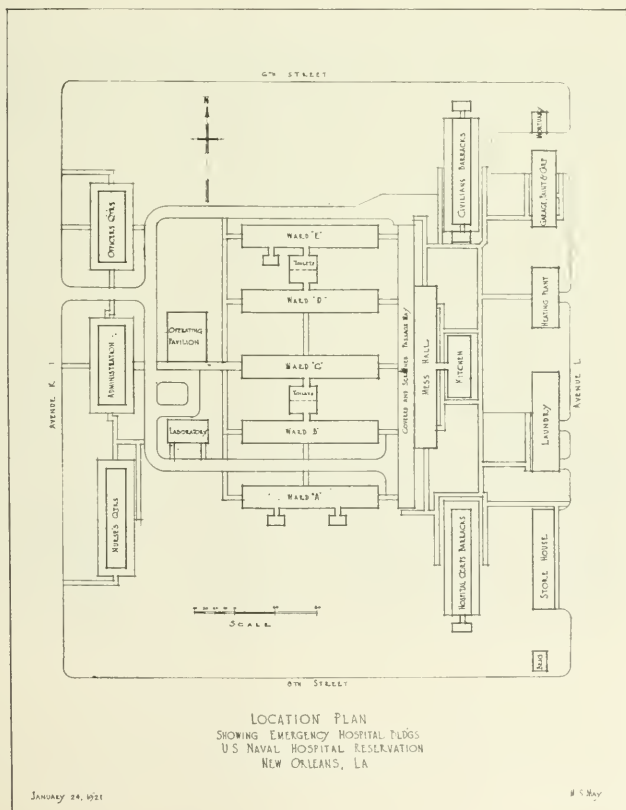 6TH STREET
N
MORTUARY
CIVILIANS BARRACKS
GARAGE, PAINT & CARP
OFFICERS QTRS
WARD "E"
TOILETS
WARD "D"
HEATING PLANT
OPERATING
PAVILION
COVERED AND SCREENED PASSAGE WAY
MESS HALL
KITCHEN
ADMINISTRATION
WARD "C"
AVENUE K
AVENUE L
TOILETS
LABORATORY
WARD "B"
LAUNDRY
WARD "A"
NURSE'S QTRS
HOSPITAL CORPS BARRACKS
STORE HOUSE
SCALE
8TH STREET
LOCATION PLAN
SHOWING EMERGENCY HOSPITAL BLDGS
U S NAVAL HOSPITAL RESERVATION
NEW ORLEANS, LA
JANUARY 24, 1921